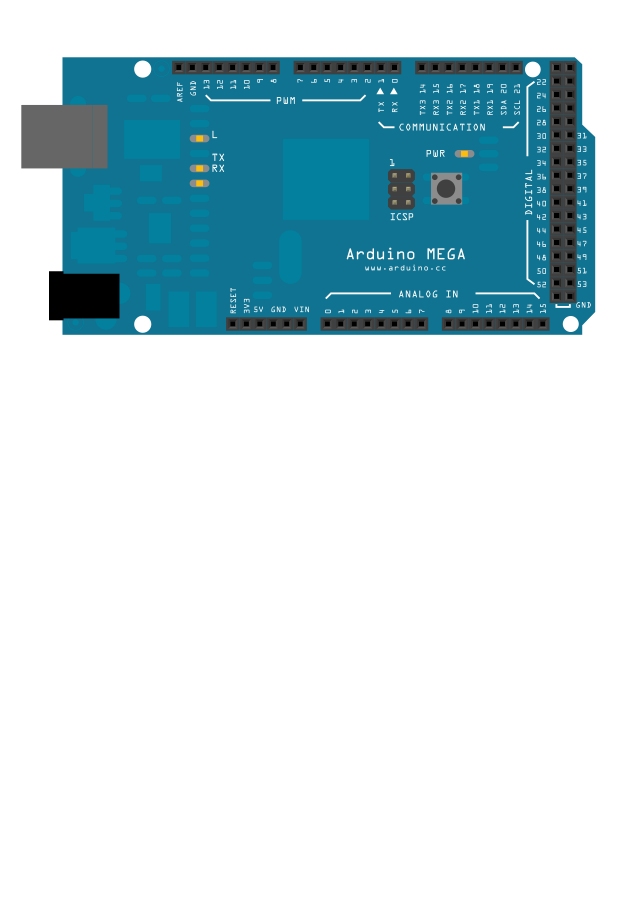 AREF GND 13 12 11 10 9 8 7 6 5 4 3 2 1 0 TX3 14 RX3 15 TX2 16 RX2 17 TX1 18 RX1 19 SDA 20 SCL 21
TX RX
PWM
COMMUNICATION
L
TX
RX
PWR
1
ICSP
DIGITAL
22
24
26
28
30 31
32 33
34 35
36 37
38 39
40 41
42 43
44 45
46 47
48 49
50 51
52 53
GND
Arduino MEGA
www.arduino.cc
ANALOG IN
RESET 3V3 5V GND VIN 0 1 2 3 4 5 6 7 8 9 10 11 12 13 14 15